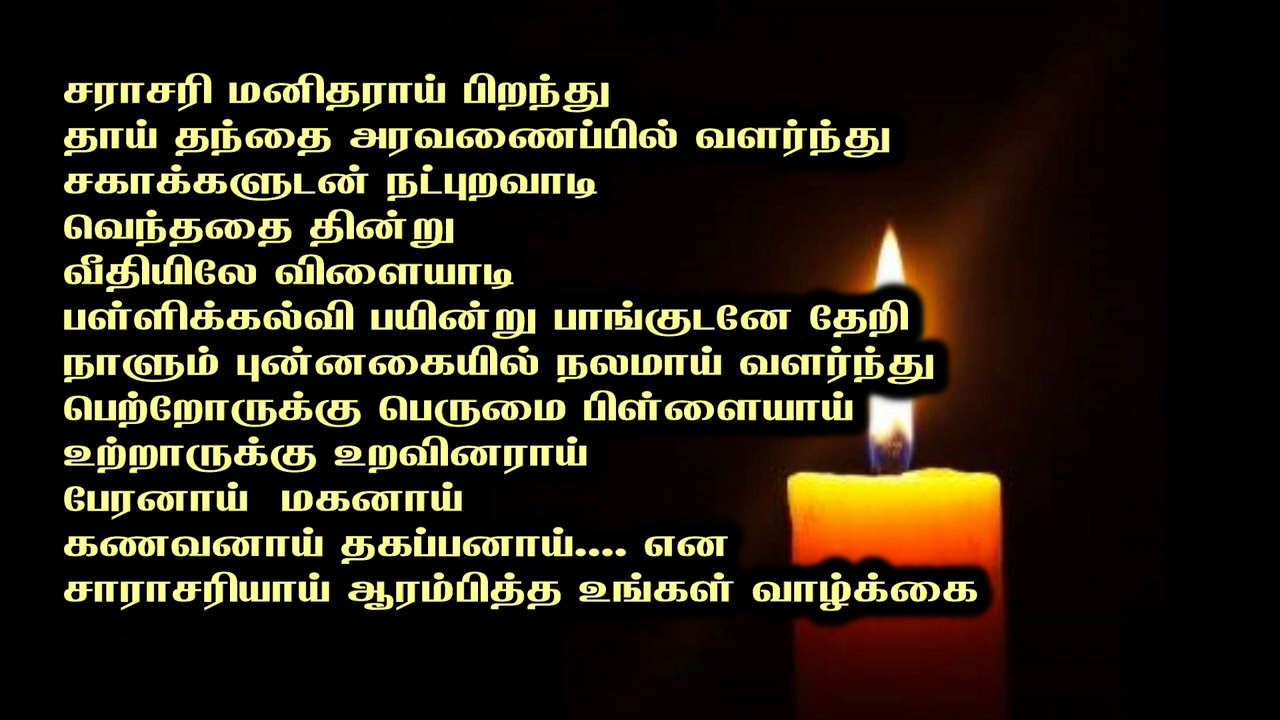 சராசரி மனிதராய் பிறந்து
தாய் தந்தை அரவணைப்பில் வளர்ந்து
சகாக்களுடன் நட்புறவாடி
வெந்ததை தின்று
வீதியிலே விளையாடி
பள்ளிக்கல்வி பயின்று பாங்குடனே தேறி
நாளும் புன்னகையில் நலமாய் வளர்ந்து
பெற்றோருக்கு பெருமை பிள்ளையாய்
உற்றாருக்கு உறவினராய்
பேரனாய் மகனாய்
கணவனாய் தகப்பனாய்.... என
சாராசரியாய் ஆரம்பித்த உங்கள் வாழ்க்கை